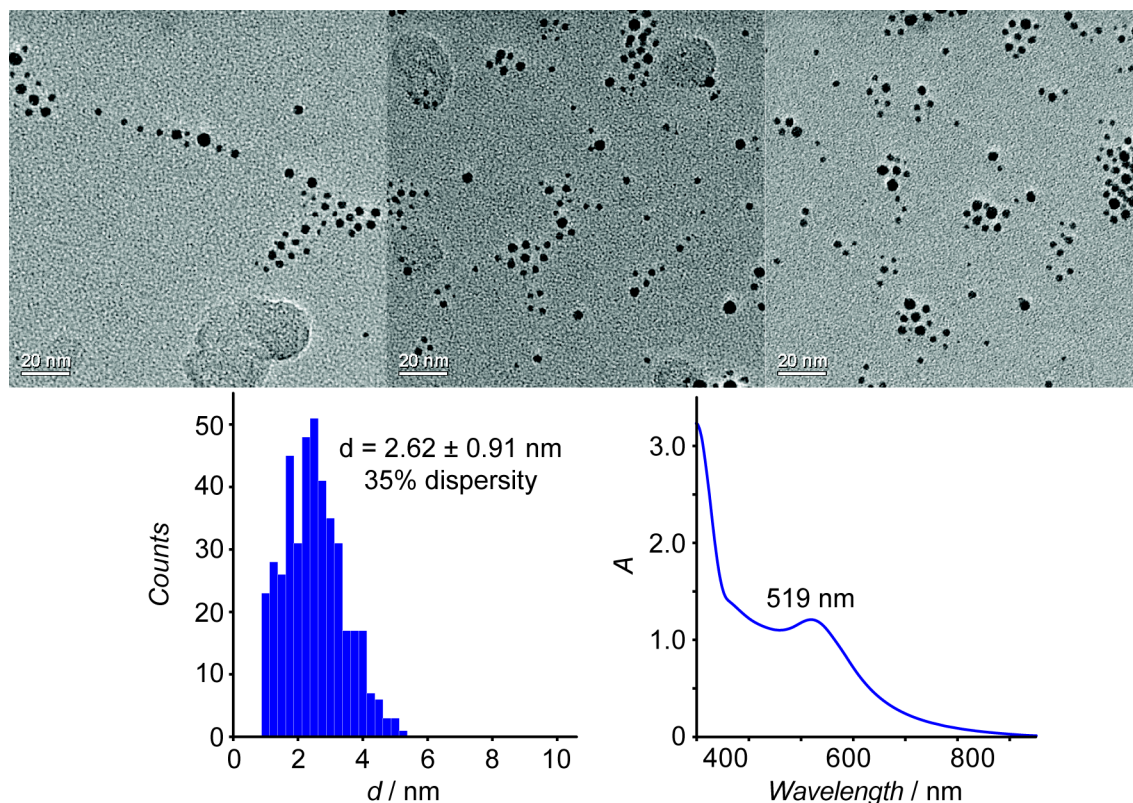 20 nm
20 nm
20 nm
50
40
30
20
10
0
Counts
d = 2.62 ± 0.91 nm
35% dispersity
0 2 4 6 8 10
d / nm
3.0
2.0
1.0
0
A
519 nm
400 600 800
Wavelength / nm